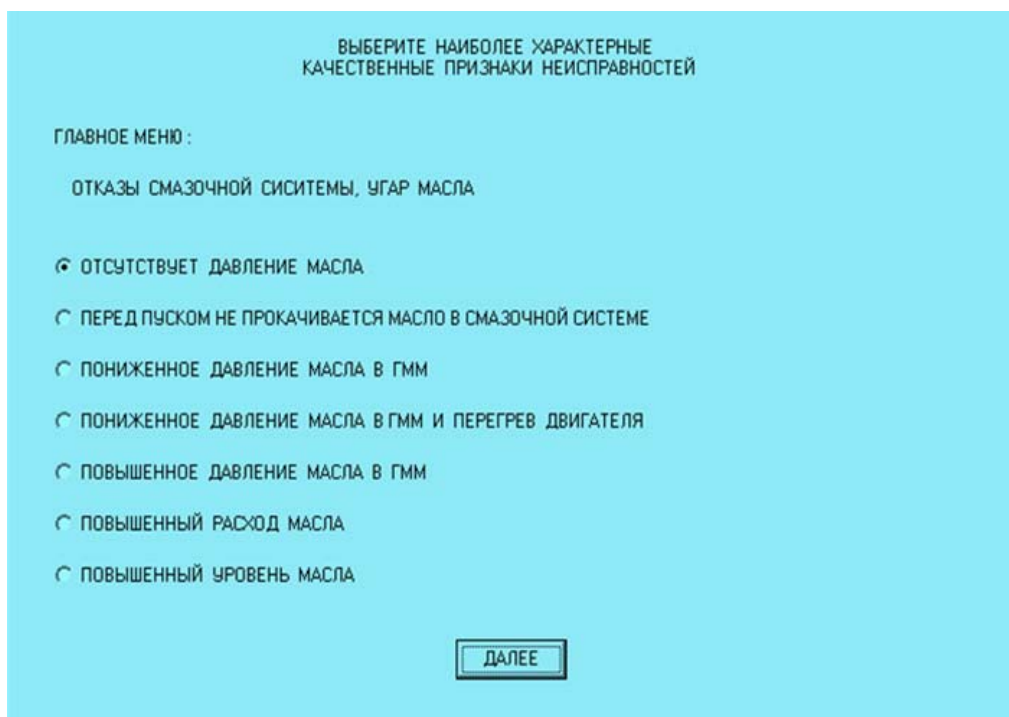 ВЫБЕРИТЕ НАИБОЛЕЕ ХАРАКТЕРНЫЕ
КАЧЕСТВЕННЫЕ ПРИЗНАКИ НЕИСПРАВНОСТЕЙ
ГЛАВНОЕ МЕНЮ :
ОТКАЗЫ СМАЗОЧНОЙ СИСИТЕМЫ, УГАР МАСЛА
ОТСУТСТВУЕТ ДАВЛЕНИЕ МАСЛА
ПЕРЕД ПУСКОМ НЕ ПРОКАЧИВАЕТСЯ МАСЛО В СМАЗОЧНОЙ СИСТЕМЕ
ПОНИЖЕННОЕ ДАВЛЕНИЕ МАСЛА В ГММ
ПОНИЖЕННОЕ ДАВЛЕНИЕ МАСЛА В ГММ И ПЕРЕГРЕВ ДВИГАТЕЛЯ
ПОВЫШЕННОЕ ДАВЛЕНИЕ МАСЛА В ГММ
ПОВЫШЕННЫЙ РАСХОД МАСЛА
ПОВЫШЕННЫЙ УРОВЕНЬ МАСЛА
ДАЛЕЕ